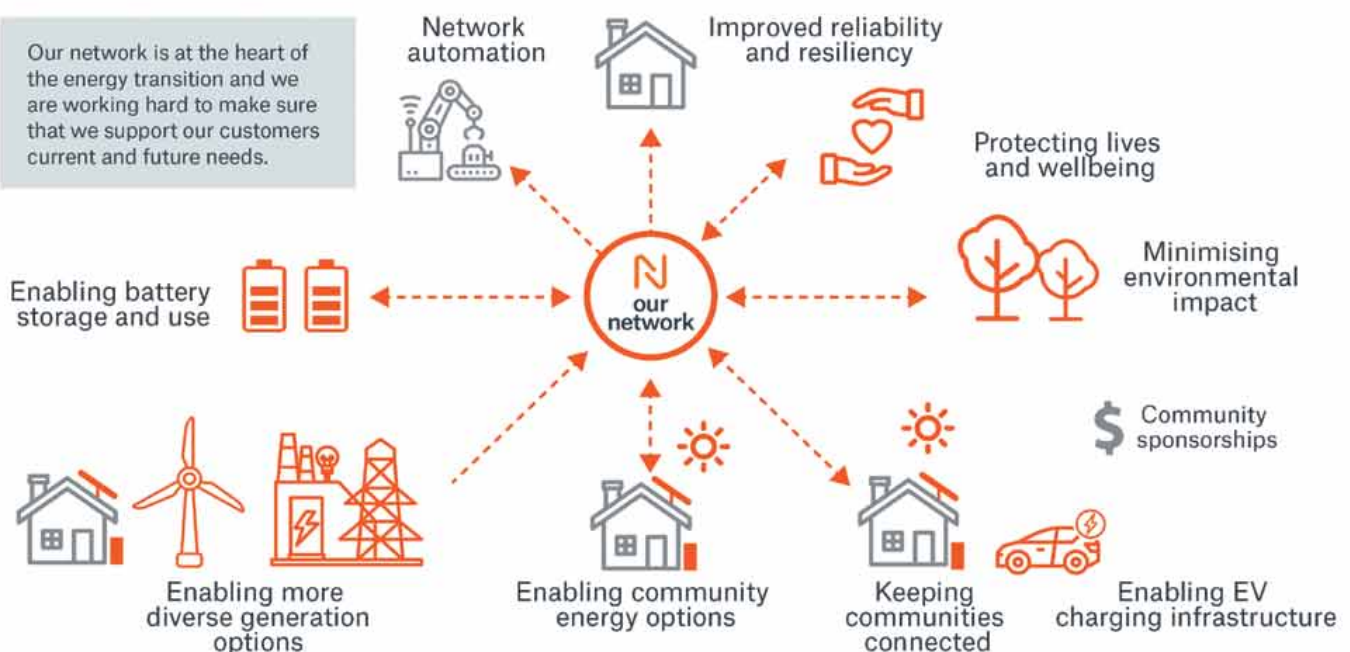 Our network is at the heart of
the energy transition and we
are working hard to make sure
that we support our customers
current and future needs.
Network
automation
Improved reliability
and resiliency
Protecting lives
and wellbeing
Enabling battery
storage and use
N
our
network
Minimising
environmental
impact
$
Community
sponsorships
Enabling more
diverse generation
options
Enabling community
energy options
Keeping
communities
connected
Enabling EV
charging infrastructure